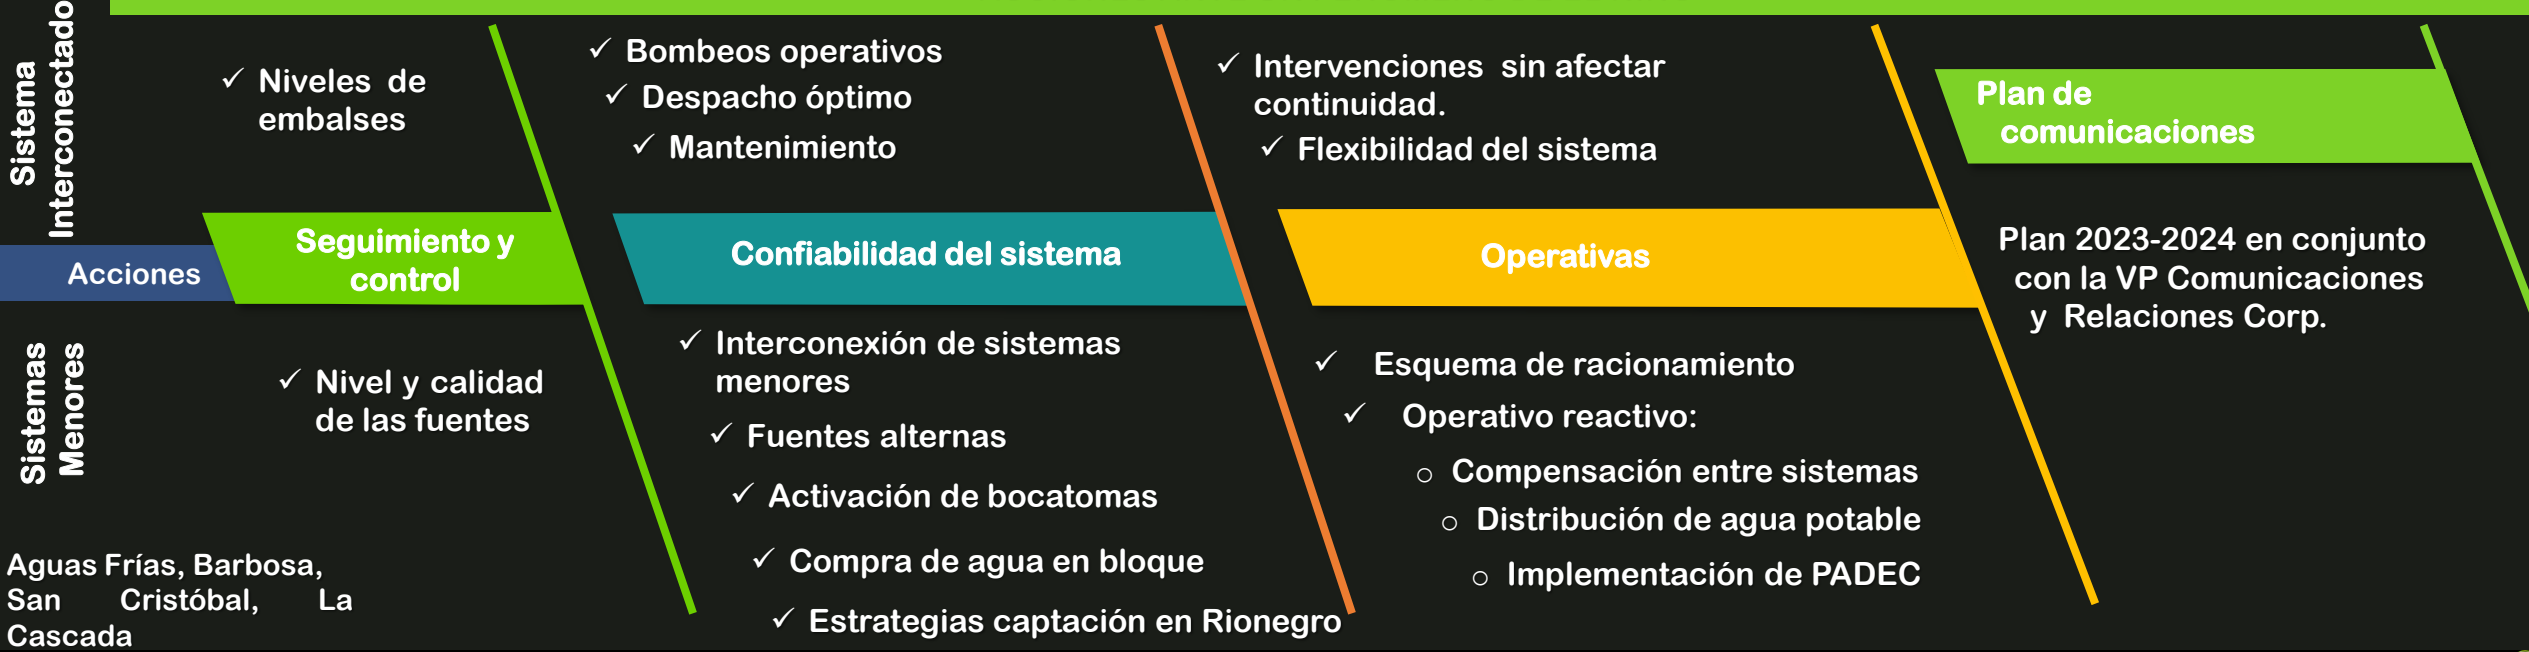 Sistema
Interconectado
Niveles de
embalses
Bombeos operativos
Despacho óptimo
Mantenimiento
Intervenciones sin afectar
continuidad.
Flexibilidad del sistema
Plan de
comunicaciones
Acciones
Seguimiento y
control
Confiabilidad del sistema
Operativas
Plan 2023-2024 en conjunto
con la VP Comunicaciones
y Relaciones Corp.
Sistemas
Menores
Nivel y calidad
de las fuentes
Interconexión de sistemas
menores
Fuentes alternas
Activación de bocatomas
Compra de agua en bloque
Estrategias captación en Rionegro
Esquema de racionamiento
Operativo reactivo:
o Compensación entre sistemas
o Distribución de agua potable
o Implementación de PADEC
Aguas Frías, Barbosa,
San Cristóbal, La
Cascada